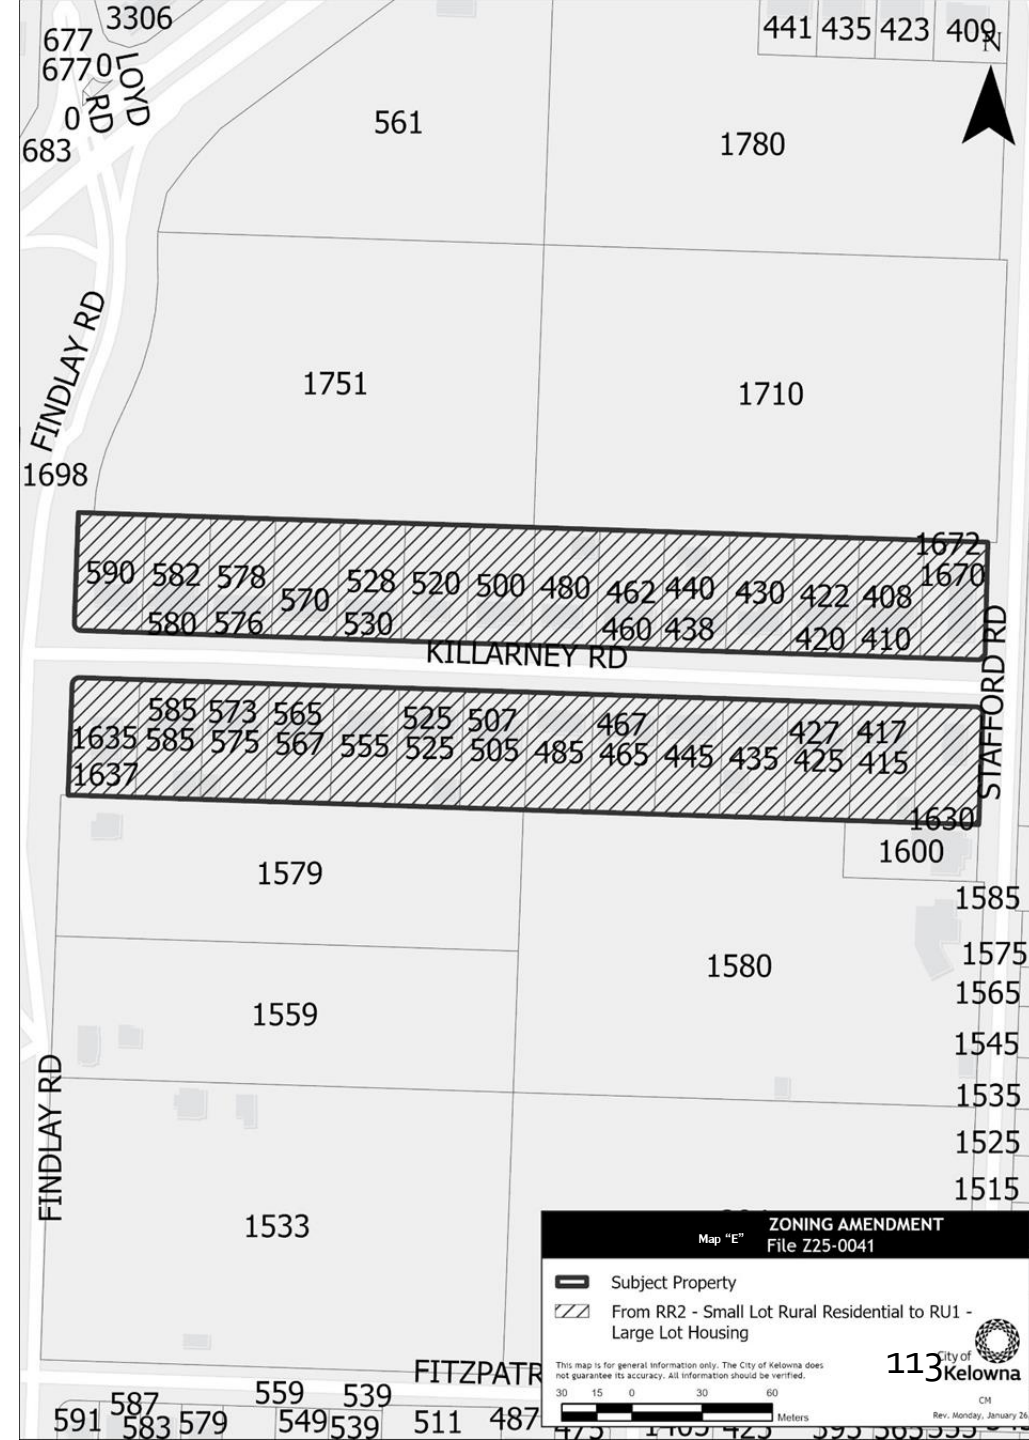 3306
441 435 423 409
N
677
6770
LOYD RD
0
683
561
1780
FINDLAY RD
1751
1710
1698
1672
590 582 578 570 528 520 500 480 462 440 430 422 408 1670
580 576 530 460 438 420 410
KILLARNEY RD
STAFFORD RD
585 573 565 525 507 467 427 417
1635 585 575 567 555 525 505 485 465 445 435 425 415
1637
1630
1600
1579
1585
1580
1575
1565
1559
1545
FINDLAY RD
1535
1525
1515
1533
ZONING AMENDMENT
Map “E” File Z25-0041
Subject Property
From RR2 - Small Lot Rural Residential to RU1 -
Large Lot Housing
This map is for general information only. The City of Kelowna does
not guarantee its accuracy. All information should be verified.
30 15 0 30 60
Meters
113
City of
Kelowna
CM
Rev. Monday, January 26
FITZPATR
587 559 539
591 583 579 549 539 511 487